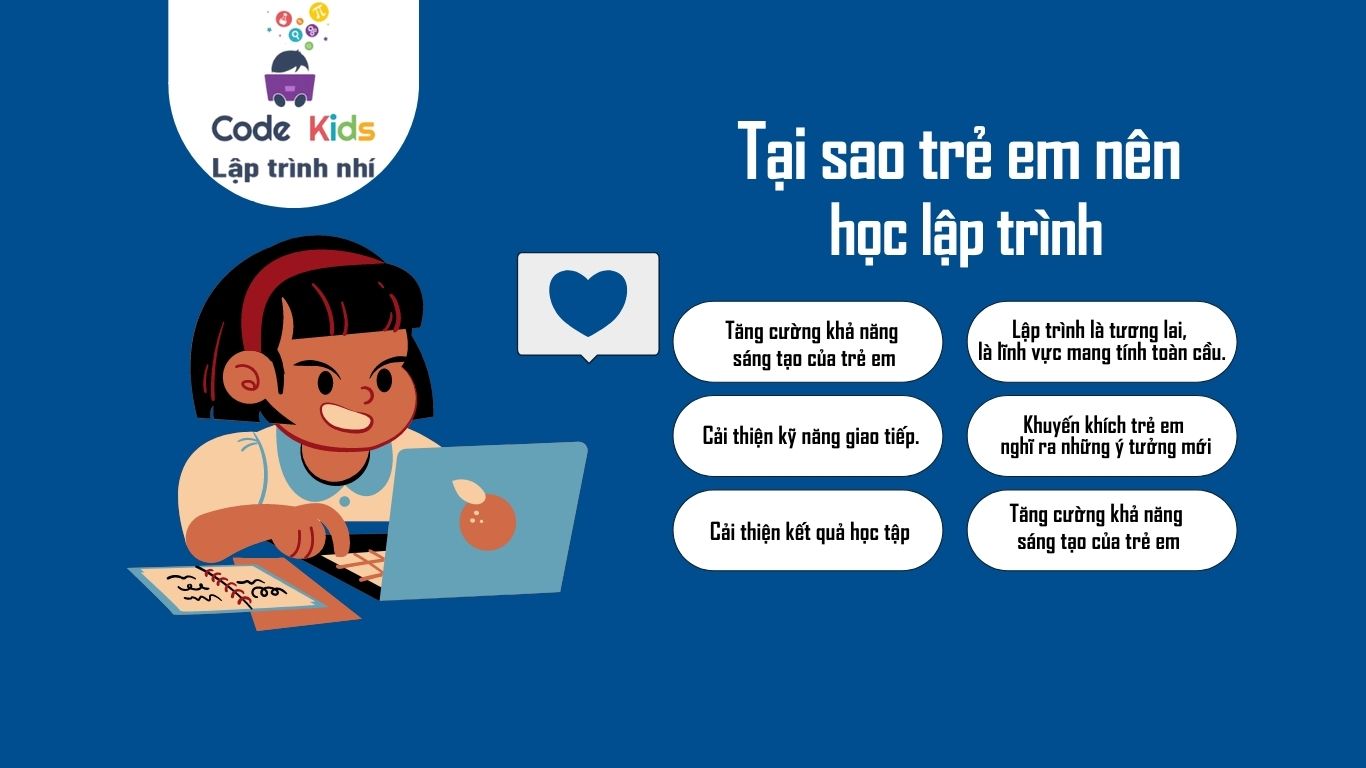 Code Kids
Lập trình nhí
Tại sao trẻ em nên
học lập trình
Tăng cường khả năng
sáng tạo của trẻ em
Lập trình là tương lai,
là lĩnh vực mang tính toàn cầu.
Cải thiện kỹ năng giao tiếp.
Khuyến khích trẻ em
nghĩ ra những ý tưởng mới
Cải thiện kết quả học tập
Tăng cường khả năng
sáng tạo của trẻ em